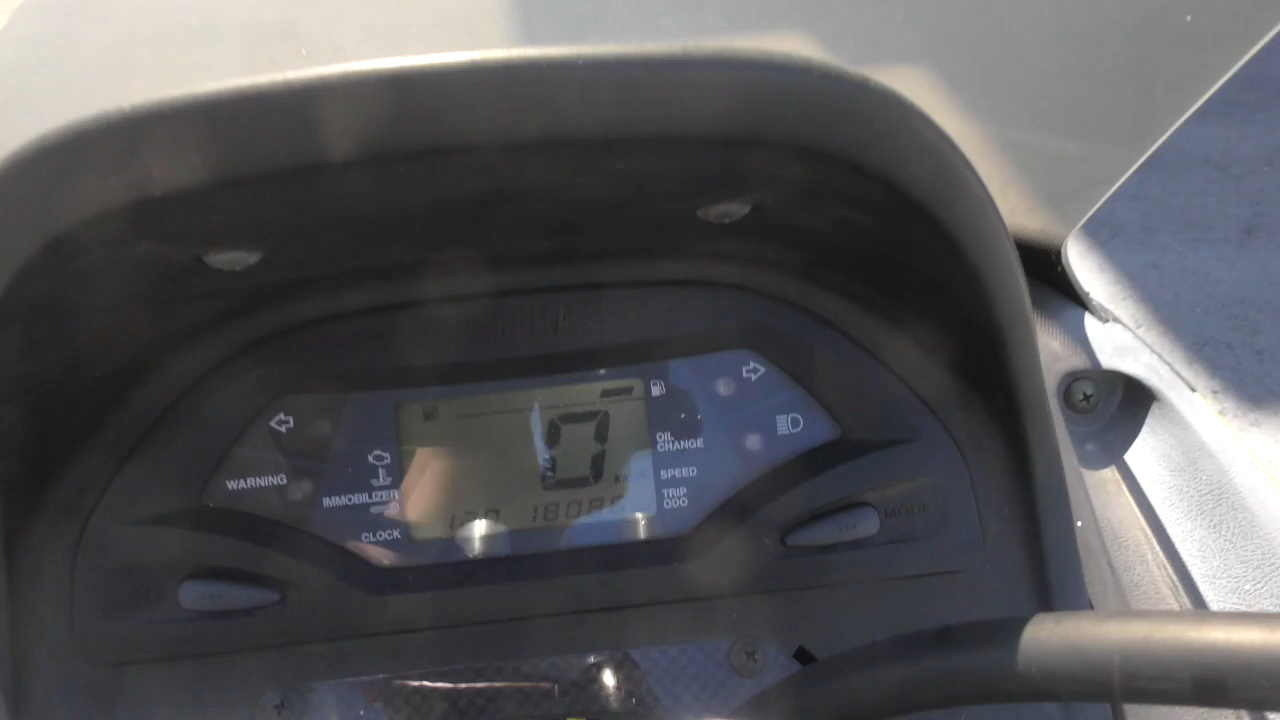 OIL
CHANGE
SPEED
TRIP
ODO
WARNING
IMMOBILIZER
CLOCK
0
MODE